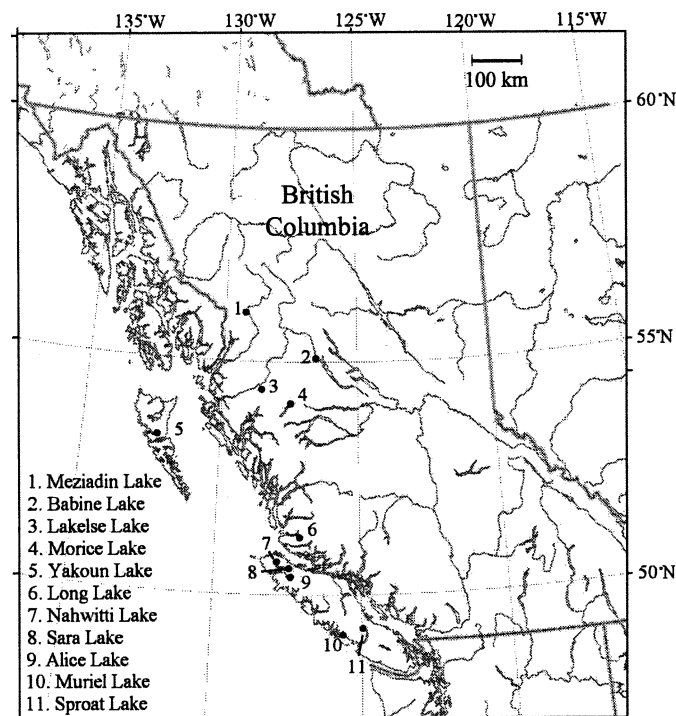 135°W 130°W 125°W 120°W 115°W
100 km
60°N
British
Columbia
1
55°N
2
3
4
5
1. Meziadin Lake
2. Babine Lake
3. Lakelse Lake
4. Morice Lake
5. Yakoun Lake
6. Long Lake
7. Nahwitti Lake
8. Sara Lake
9. Alice Lake
10. Muriel Lake
11. Sproat Lake
6
7
8
9
50°N
10
11